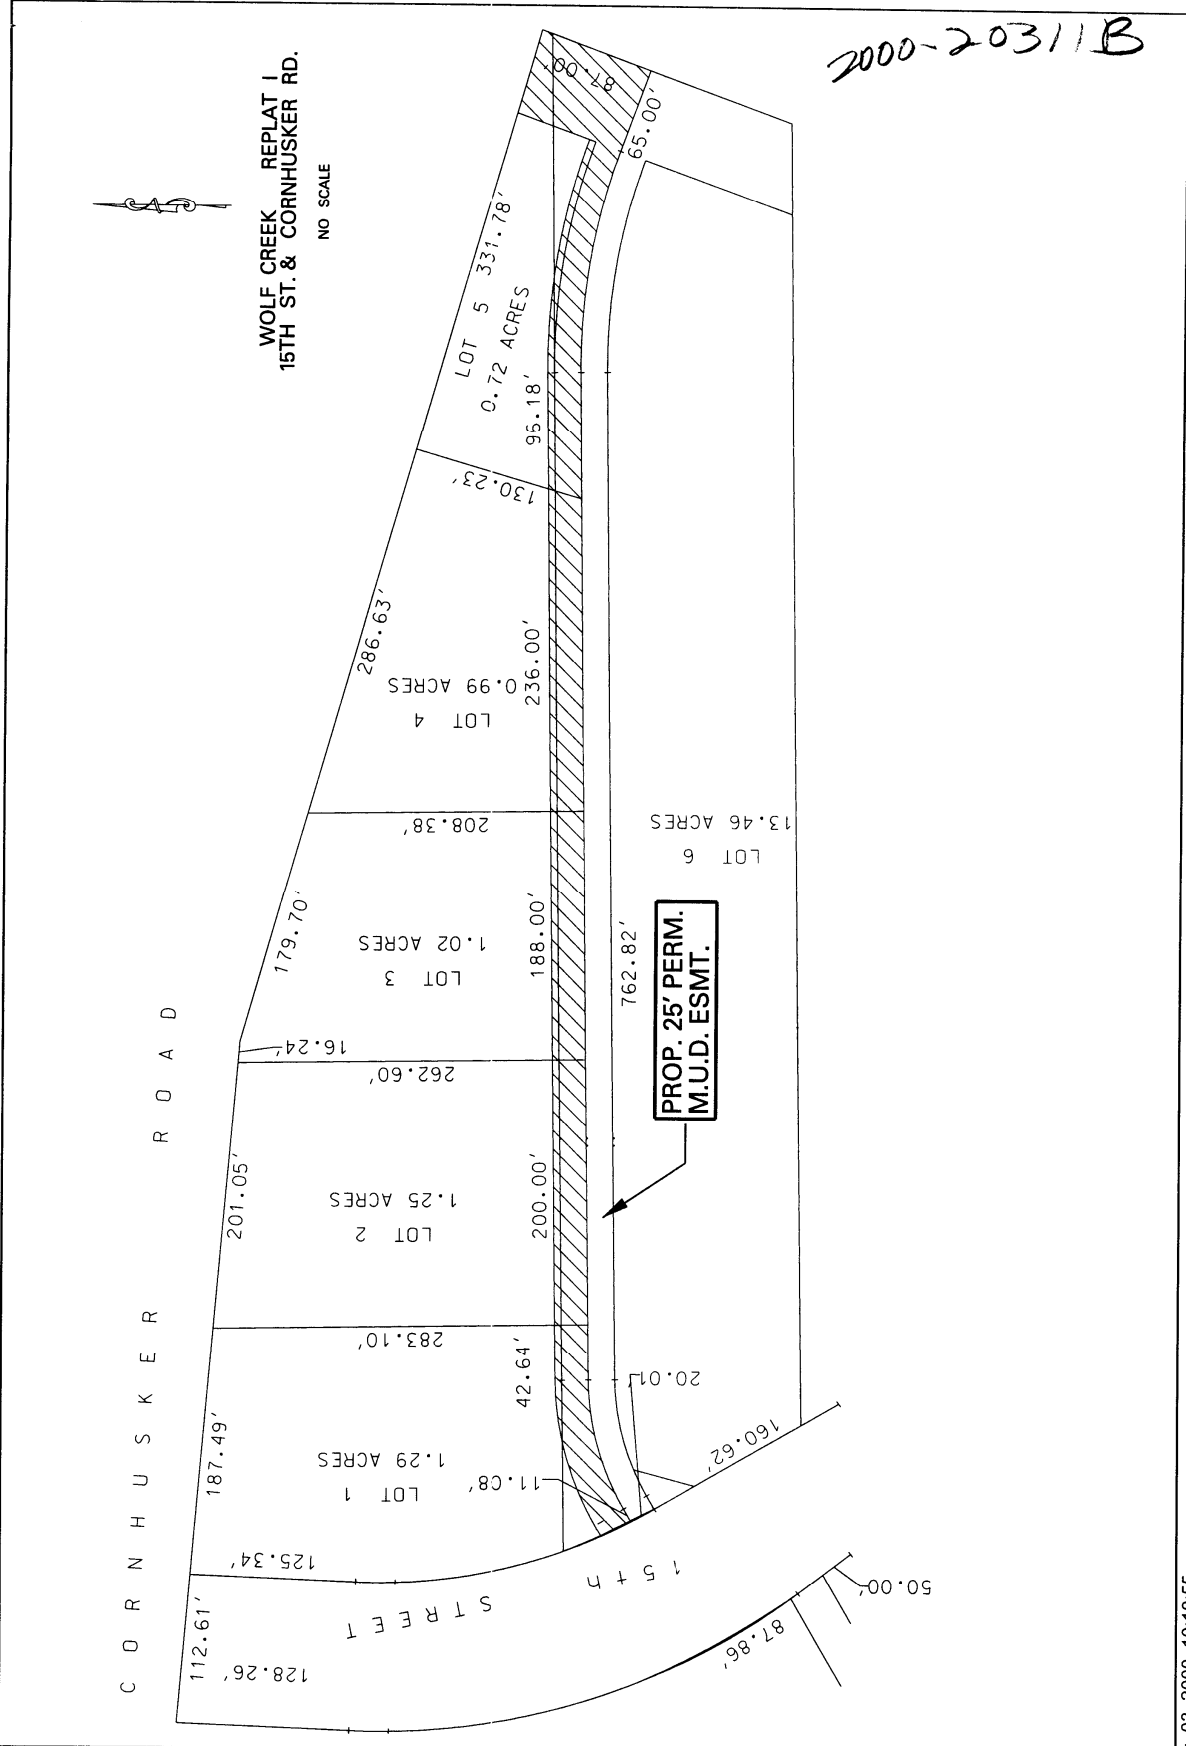 2000-20311B
WOLF CREEK REPLAT I
15TH ST. & CORNHUSKER RD.
NO SCALE
CORNHUSKER ROAD
87.00'
65.00'
331.78'
LOT 5
0.72 ACRES
95.18'
130.23'
286.63'
236.00'
LOT 4
0.99 ACRES
208.38'
179.70'
188.00'
LOT 3
1.02 ACRES
16.24'
262.60'
LOT 6
13.46 ACRES
762.82'
PROP. 25' PERM.
M.U.D. ESMT.
201.05'
200.00'
LOT 2
1.25 ACRES
283.10'
187.49'
42.64'
LOT 1
1.29 ACRES
11.08'
20.01'
160.62'
125.34'
112.61'
128.26'
15th STREET
87.86'
50.00'